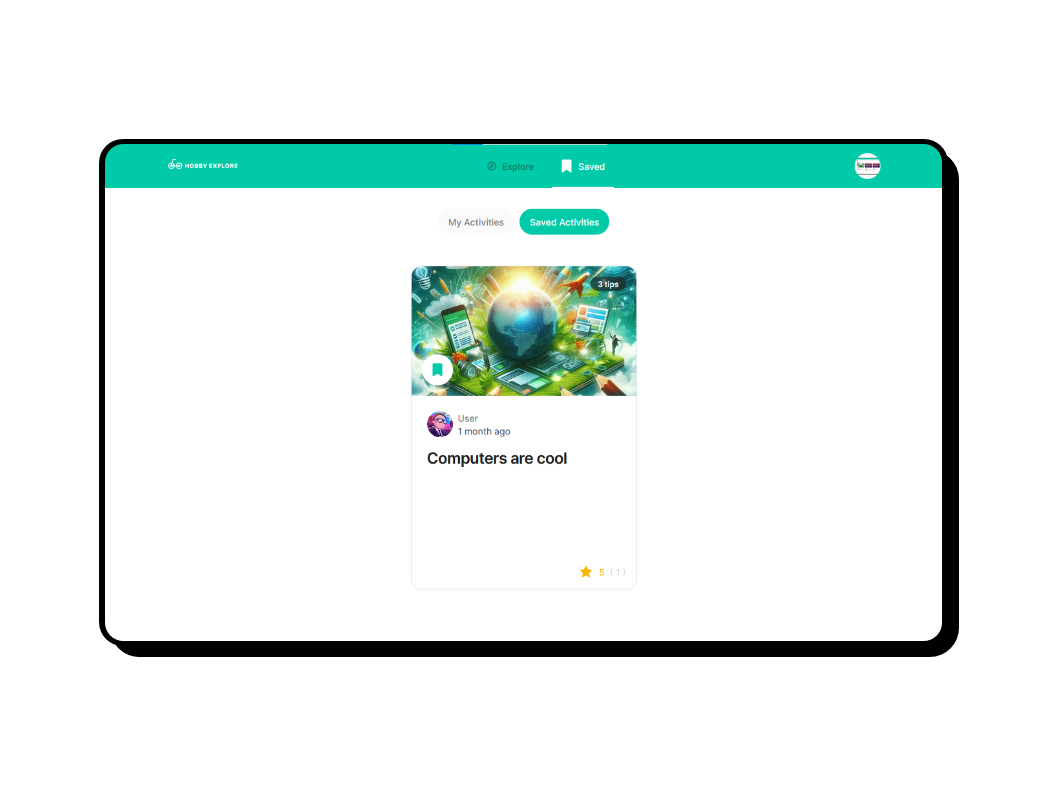 HOBBY EXPLORE
Explore
Saved
My Activities
Saved Activities
3 tips
User
1 month ago
Computers are cool
5 (1)